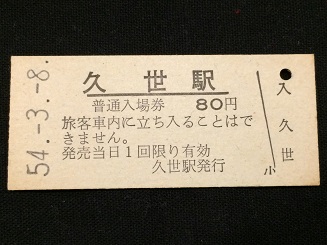 54.-3.-8.
久世駅
普通入場券 80円
旅客車内に立ち入ることはで
きません。
発売当日1回限り有効
久世駅発行
入
久
世
小